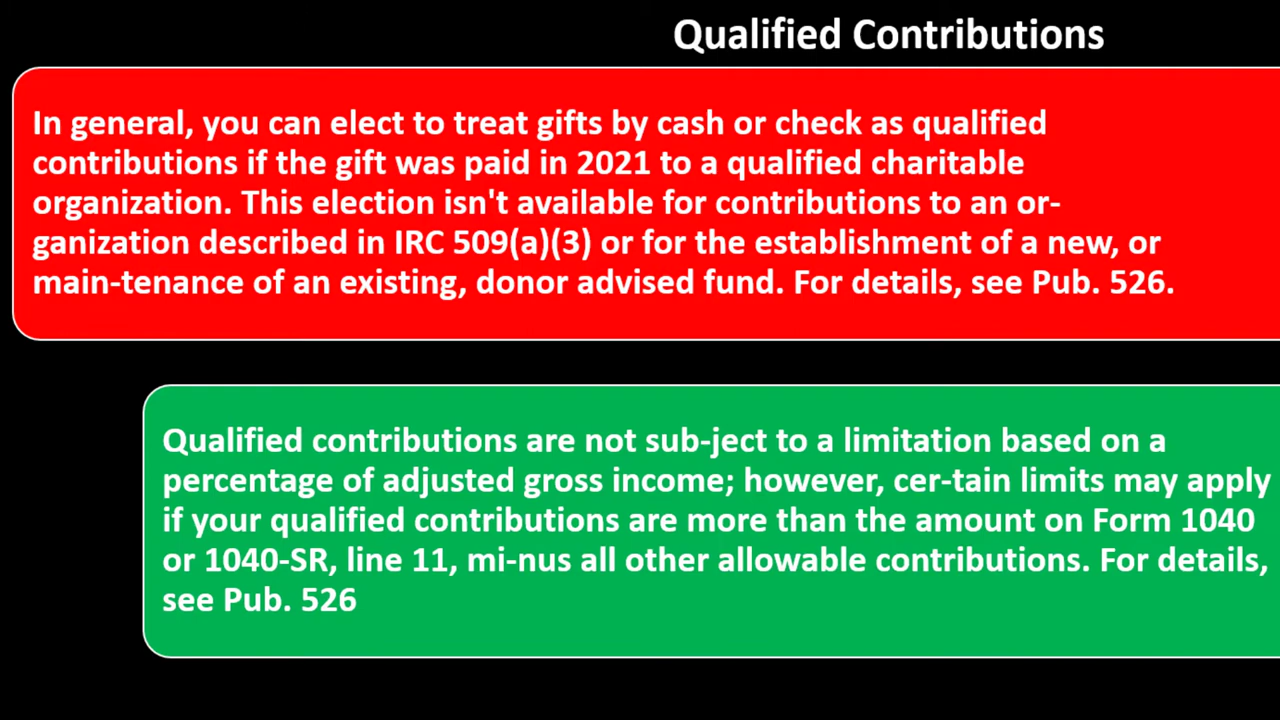 Qualified Contributions
In general, you can elect to treat gifts by cash or check as qualified
contributions if the gift was paid in 2021 to a qualified charitable
organization. This election isn't available for contributions to an or-
ganization described in IRC 509(a)(3) or for the establishment of a new, or
main-tenance of an existing, donor advised fund. For details, see Pub. 526.
Qualified contributions are not sub-ject to a limitation based on a
percentage of adjusted gross income; however, cer-tain limits may apply
if your qualified contributions are more than the amount on Form 1040
or 1040-SR, line 11, mi-nus all other allowable contributions. For details,
see Pub. 526